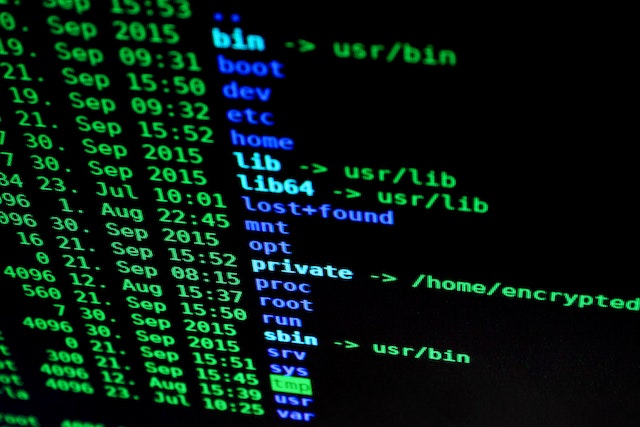 Sep 15:53 ..
0. Sep 2015 bin -> usr/bin
19. Sep 09:31 boot
21. Sep 15:50 dev
19. Sep 09:32 etc
21. Sep 15:52 home
7 30. Sep 2015 lib -> usr/lib
7 30. Sep 2015 lib64 -> usr/lib
84 23. Jul 10:01 lost+found
096 1. Aug 22:45 mnt
096 30. Sep 2015 opt
16 21. Sep 15:52 private -> /home/encrypted
0 21. Sep 08:15 proc
4096 12. Aug 15:37 root
560 21. Sep 15:50 run
7 30. Sep 2015 sbin -> usr/bin
4096 30. Sep 2015 srv
0 21. Sep 15:51 sys
300 21. Sep 15:45 tmp
4096 12. Aug 15:39 usr
4096 23. Jul 10:25 var